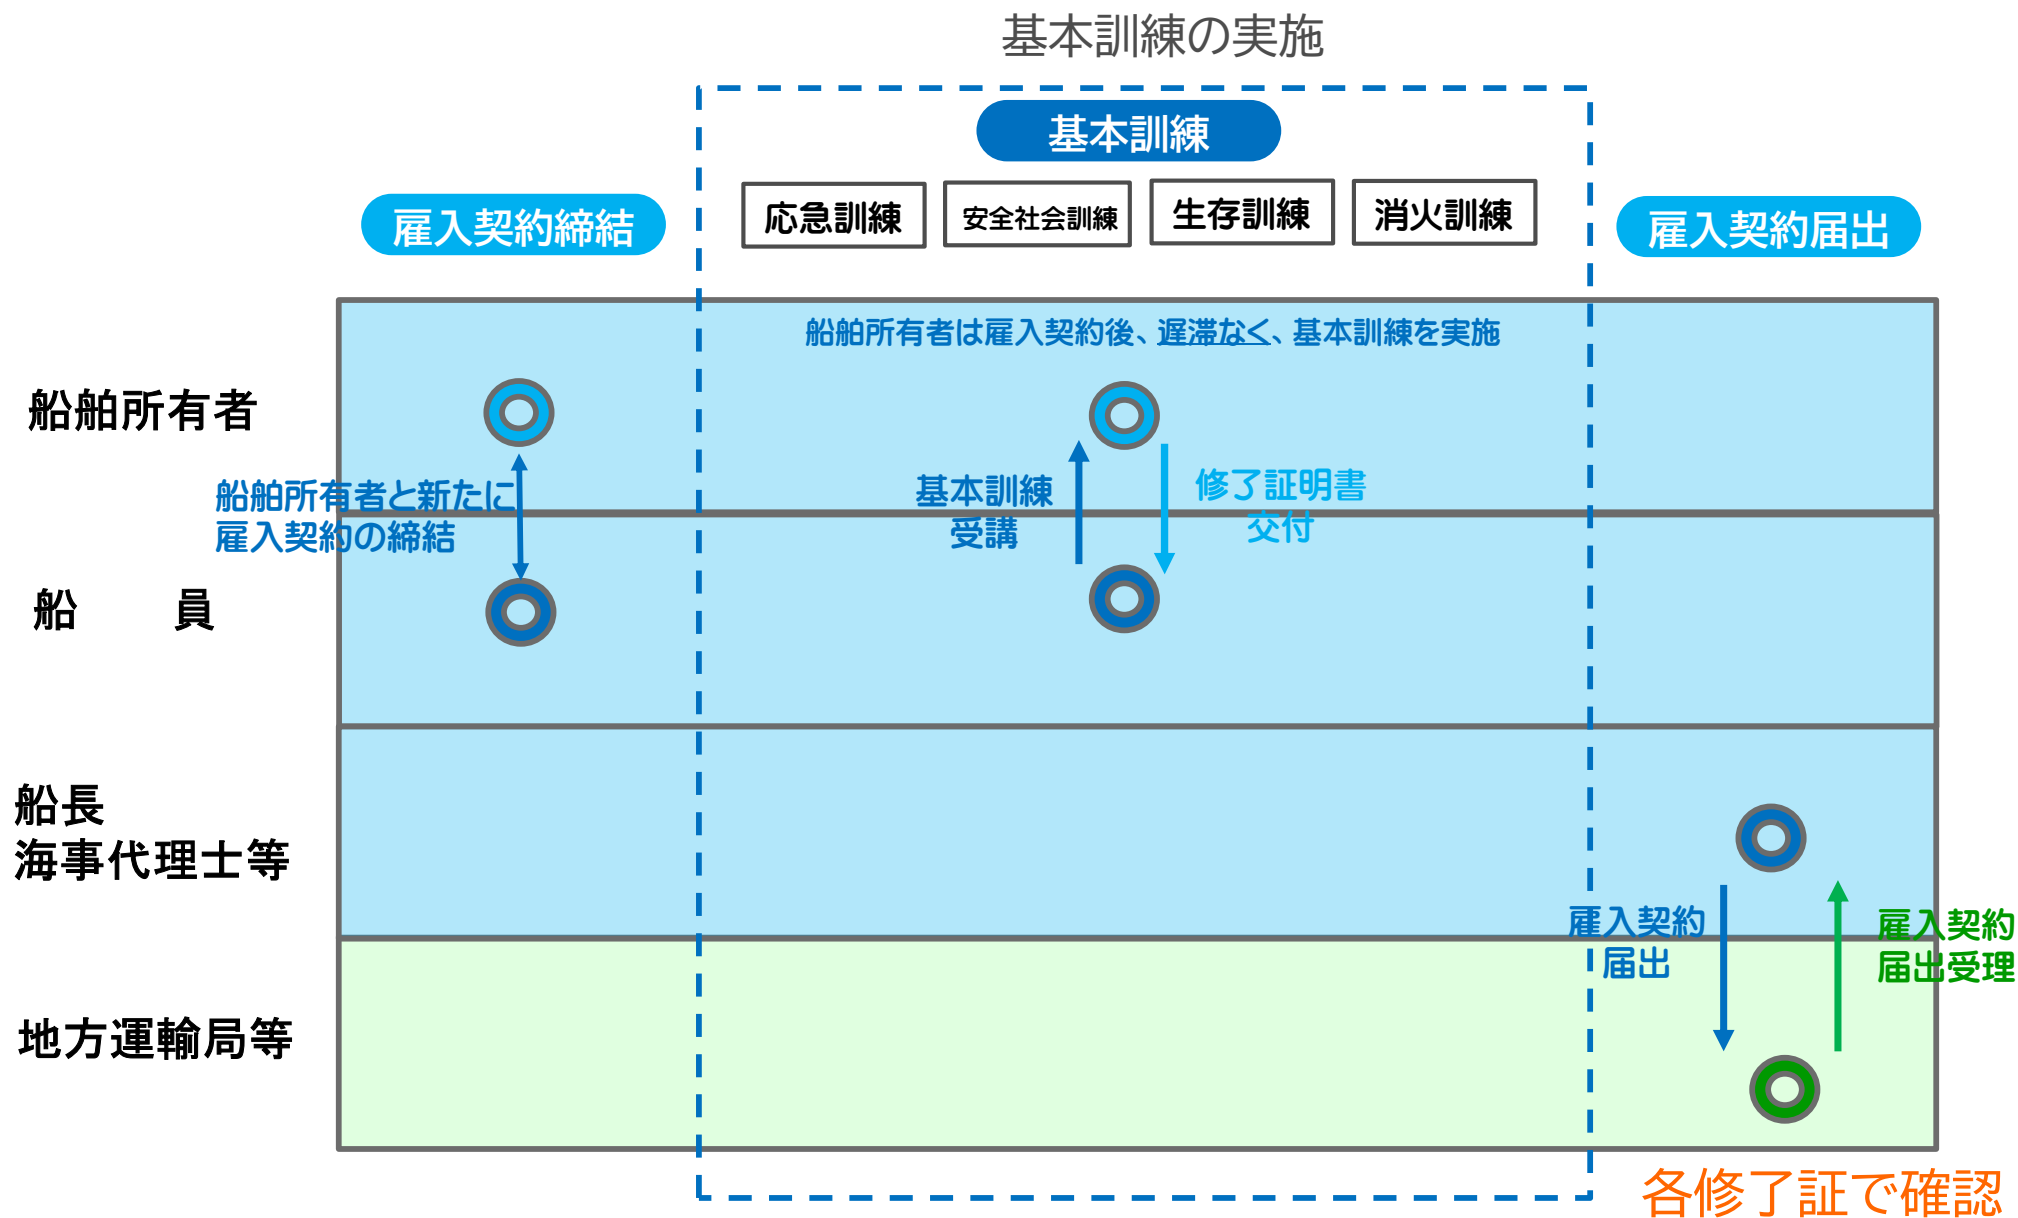 基本訓練の実施
基本訓練
雇入契約締結
応急訓練
安全社会訓練
生存訓練
消火訓練
雇入契約届出
船舶所有者は雇入契約後、遅滞なく、基本訓練を実施
船舶所有者
船舶所有者と新たに
雇入契約の締結
基本訓練
受講
修了証明書
交付
船　　員
船長
海事代理士等
雇入契約
届出
雇入契約
届出受理
地方運輸局等
各修了証で確認